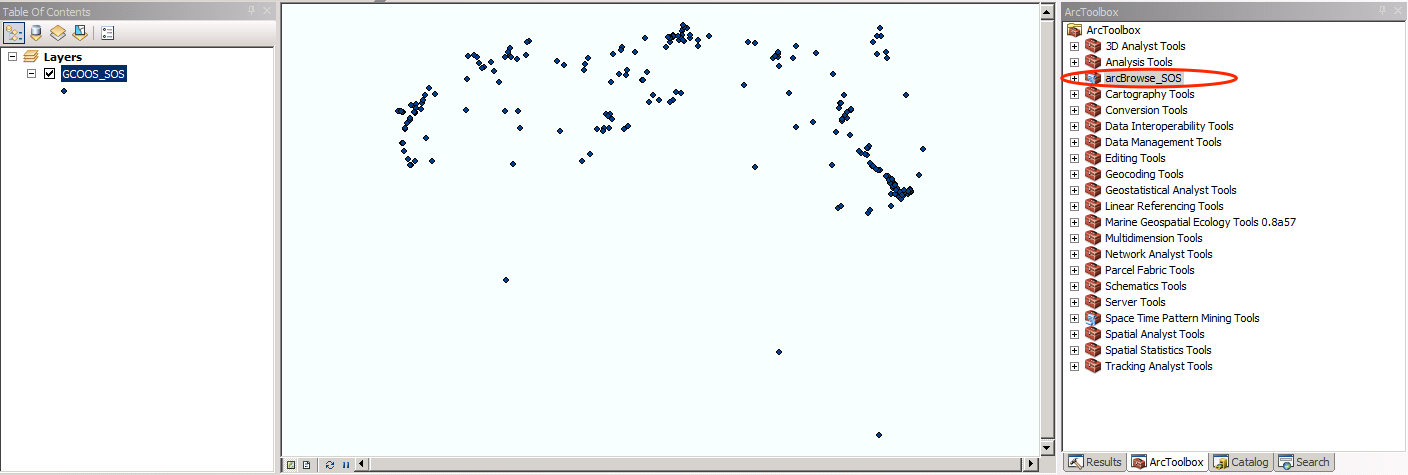 Table Of Contents
Layers
GCOOS_SOS
ArcToolbox
ArcToolbox
3D Analyst Tools
Analysis Tools
arcBrowse_SOS
Cartography Tools
Conversion Tools
Data Interoperability Tools
Data Management Tools
Editing Tools
Geocoding Tools
Geostatistical Analyst Tools
Linear Referencing Tools
Marine Geospatial Ecology Tools 0.8a57
Multidimension Tools
Network Analyst Tools
Parcel Fabric Tools
Schematics Tools
Server Tools
Space Time Pattern Mining Tools
Spatial Analyst Tools
Spatial Statistics Tools
Tracking Analyst Tools
Results ArcToolbox Catalog Search